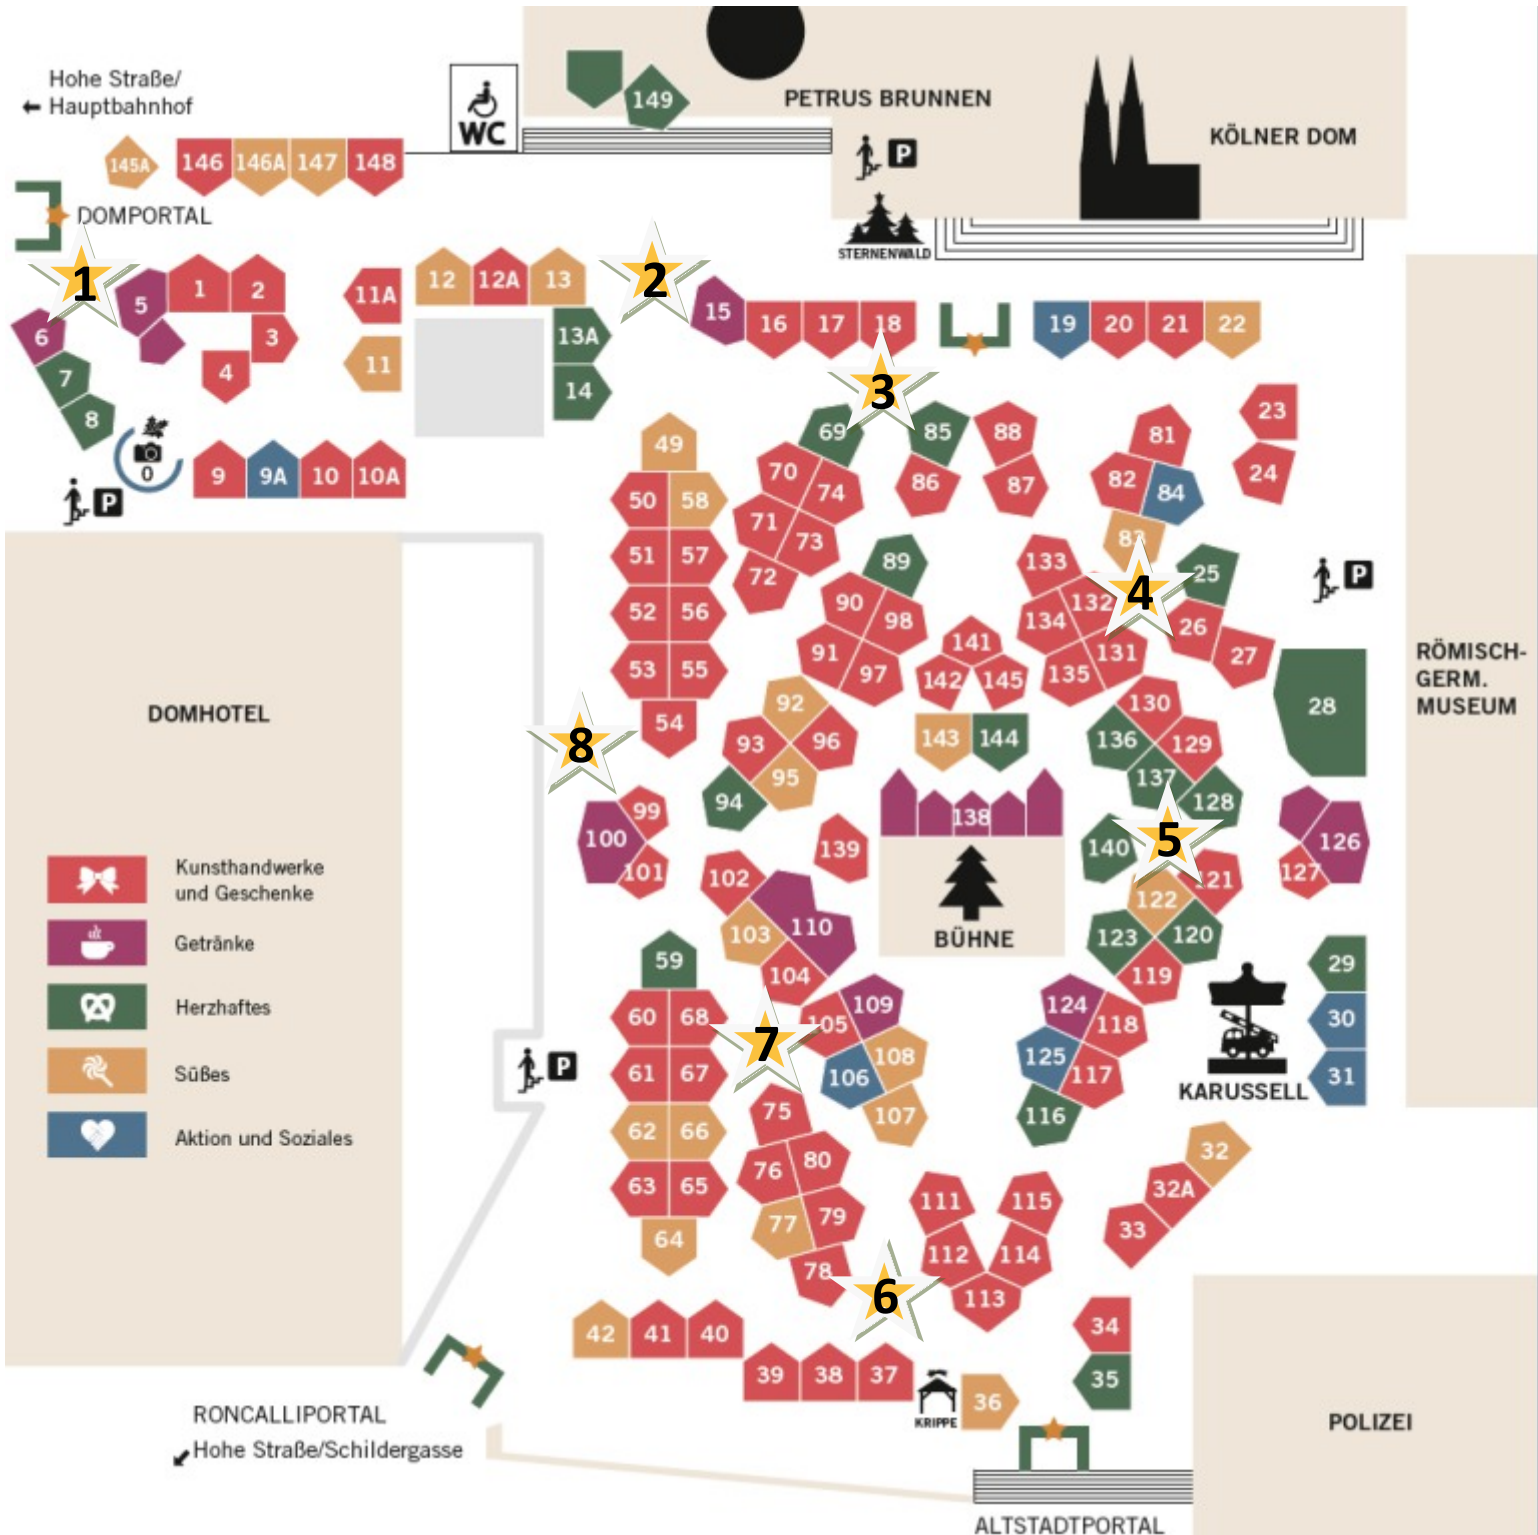 Hohe Straße/
Hauptbahnhof
WC
149
PETRUS BRUNNEN
P
KÖLNER DOM
145A 146 146A 147 148
DOMPORTAL
STERNENWALD
1
2
5 1 2 11A 12 12A 13
15 16 17 18 19 20 21 22
6 3 13A
7 4 11 14
3
8
23
0
9 9A 10 10A
P
49 69 85 88 81
50 58 70 74 86 87 82 84 24
51 57 71 73 83
52 56 72 89 133 25
4
P
53 55 90 98 134 132 26
54 91 97 141 135 131 27
142 145
DOMHOTEL
8
92 143 144 130 28
93 96 136 129
95 137
94 128
RÖMISCH-
GERM.
MUSEUM
99
100
101
138
139
140
5
126
127
121
102
103 110
104
122
123 120
119
BÜHNE
Kunsthandwerke
und Geschenke
Getränke
Herzhaftes
Süßes
Aktion und Soziales
59
60 68
61 67
62 66
63 65
64
P
7
105 109
106 108
107
124 118
125 117
116
KARUSSELL
29
30
31
75
76 80
77 79
78
6
111 115
112 114
113
32
32A
33
42 41 40
39 38 37
KRIPPE
36
34
35
RONCALLIPORTAL
Hohe Straße/Schildergasse
POLIZEI
ALTSTADTPORTAL